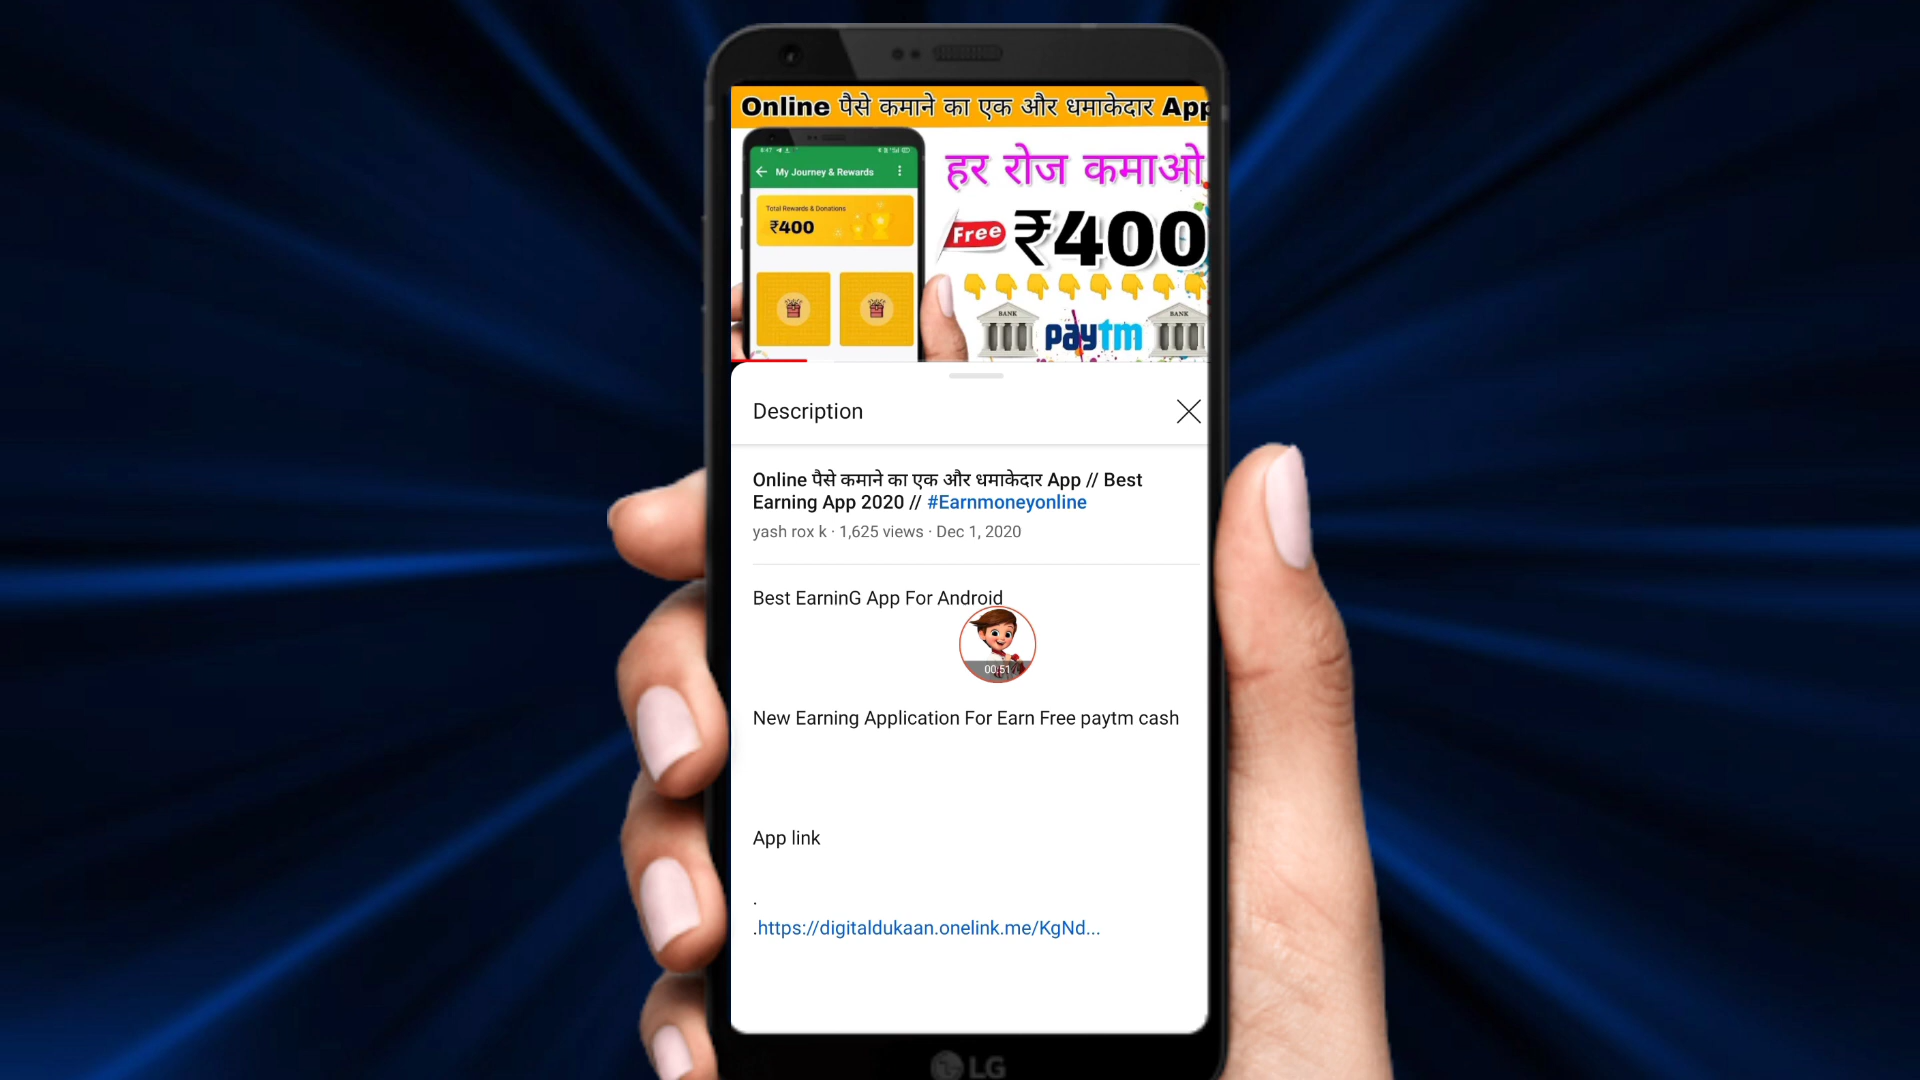 Online पैसे कमाने का एक और धमाकेदार App
8:47
My Journey & Rewards
Total Rewards & Donations
₹400
हर रोज कमाओ
Free ₹400
BANK
paytm
BANK
Description
Online पैसे कमाने का एक और धमाकेदार App // Best
Earning App 2020 // #Earnmoneyonline
yash rox k · 1,625 views · Dec 1, 2020
Best EarninG App For Android
00:51
New Earning Application For Earn Free paytm cash
App link
.
.https://digitaldukaan.onelink.me/KgNd...
LG